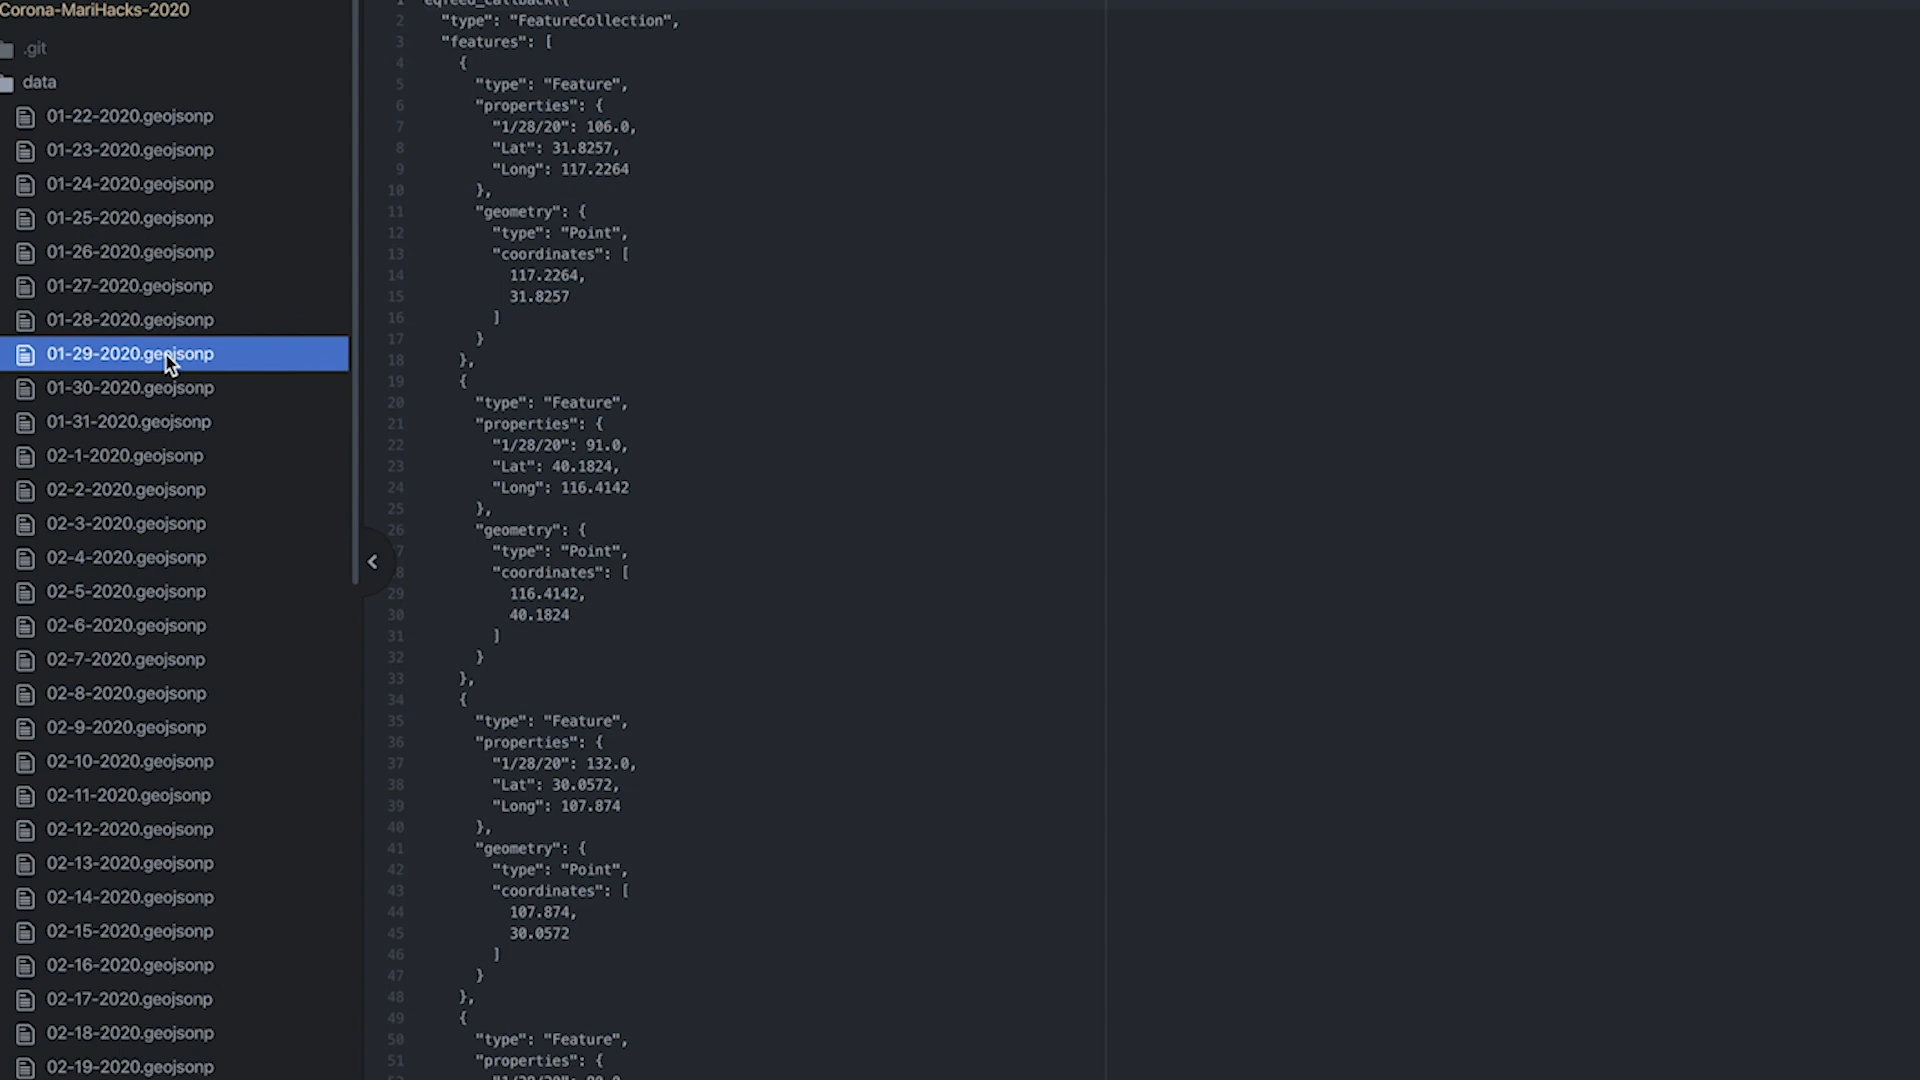 Corona-MariHacks-2020
.git
data
01-22-2020.geojsonp
01-23-2020.geojsonp
01-24-2020.geojsonp
01-25-2020.geojsonp
01-26-2020.geojsonp
01-27-2020.geojsonp
01-28-2020.geojsonp
01-29-2020.geojsonp
01-30-2020.geojsonp
01-31-2020.geojsonp
02-1-2020.geojsonp
02-2-2020.geojsonp
02-3-2020.geojsonp
02-4-2020.geojsonp
02-5-2020.geojsonp
02-6-2020.geojsonp
02-7-2020.geojsonp
02-8-2020.geojsonp
02-9-2020.geojsonp
02-10-2020.geojsonp
02-11-2020.geojsonp
02-12-2020.geojsonp
02-13-2020.geojsonp
02-14-2020.geojsonp
02-15-2020.geojsonp
02-16-2020.geojsonp
02-17-2020.geojsonp
02-18-2020.geojsonp
02-19-2020.geojsonp
1 eqfeed_callback({
2 "type": "FeatureCollection",
3 "features": [
4 {
5 "type": "Feature",
6 "properties": {
7 "1/28/20": 106.0,
8 "Lat": 31.8257,
9 "Long": 117.2264
10 },
11 "geometry": {
12 "type": "Point",
13 "coordinates": [
14 117.2264,
15 31.8257
16 ]
17 }
18 },
19 {
20 "type": "Feature",
21 "properties": {
22 "1/28/20": 91.0,
23 "Lat": 40.1824,
24 "Long": 116.4142
25 },
26 "geometry": {
7 "type": "Point",
8 "coordinates": [
29 116.4142,
30 40.1824
31 ]
32 }
33 },
34 {
35 "type": "Feature",
36 "properties": {
37 "1/28/20": 132.0,
38 "Lat": 30.0572,
39 "Long": 107.874
40 },
41 "geometry": {
42 "type": "Point",
43 "coordinates": [
44 107.874,
45 30.0572
46 ]
47 }
48 },
49 {
50 "type": "Feature",
51 "properties": {